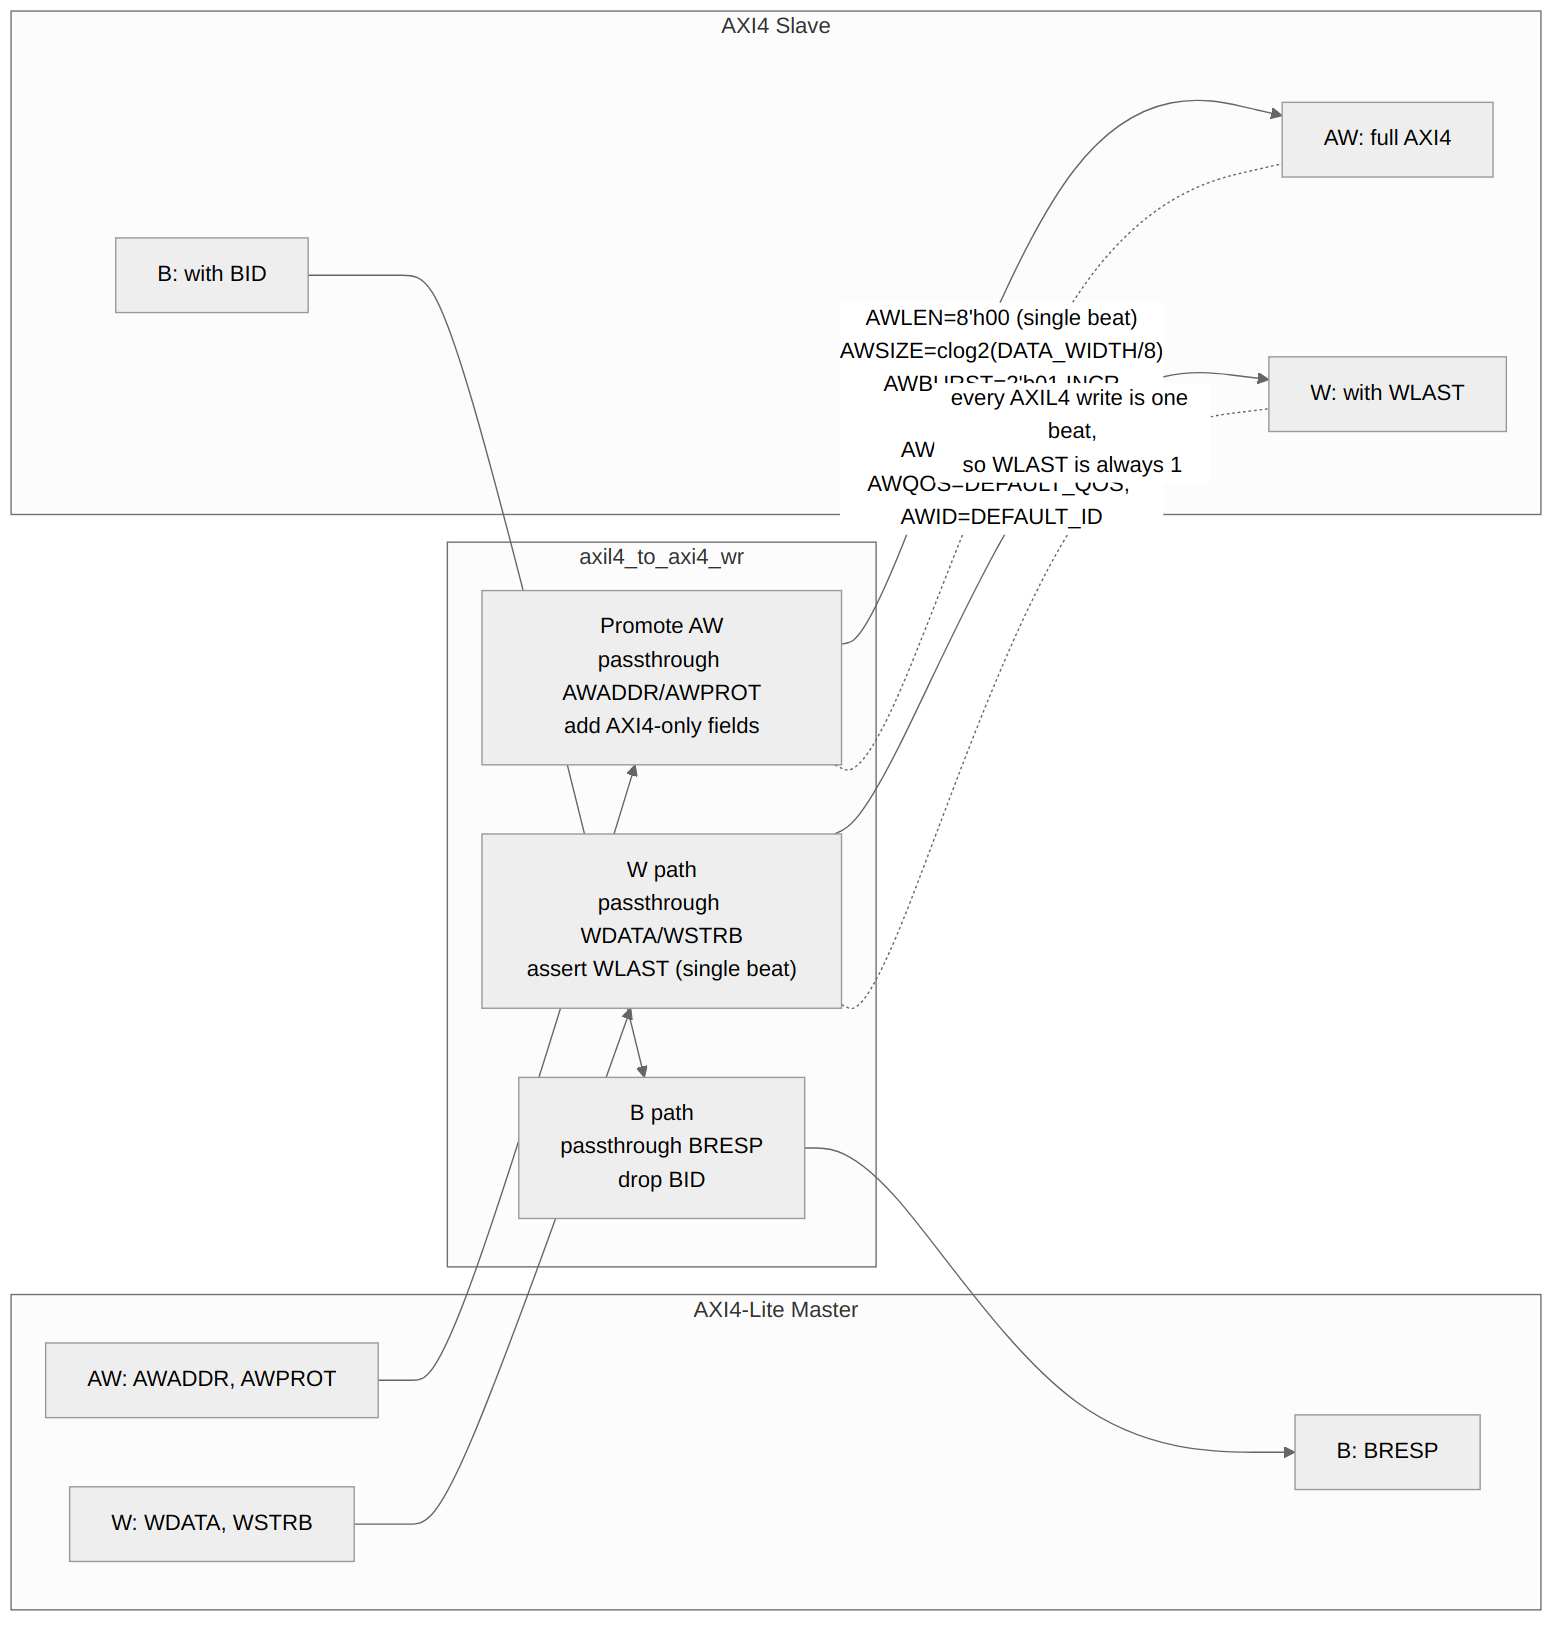 AXI4 Slave
AW: full AXI4
B: with BID
AWLEN=8'h00 (single beat)
AWSIZE=clog2(DATA_WIDTH/8)
W: with WLAST
every AXIL4 write is one
beat,
AW
so WLAST is always 1
AWQOS=DEFAULT_QOS,
AWID=DEFAULT_ID
axil4_to_axi4_wr
Promote AW
passthrough
AWADDR/AWPROT
add AXI4-only fields
W path
passthrough
WDATA/WSTRB
assert WLAST (single beat)
B path
passthrough BRESP
drop BID
AXI4-Lite Master
AW: AWADDR, AWPROT
B: BRESP
W: WDATA, WSTRB